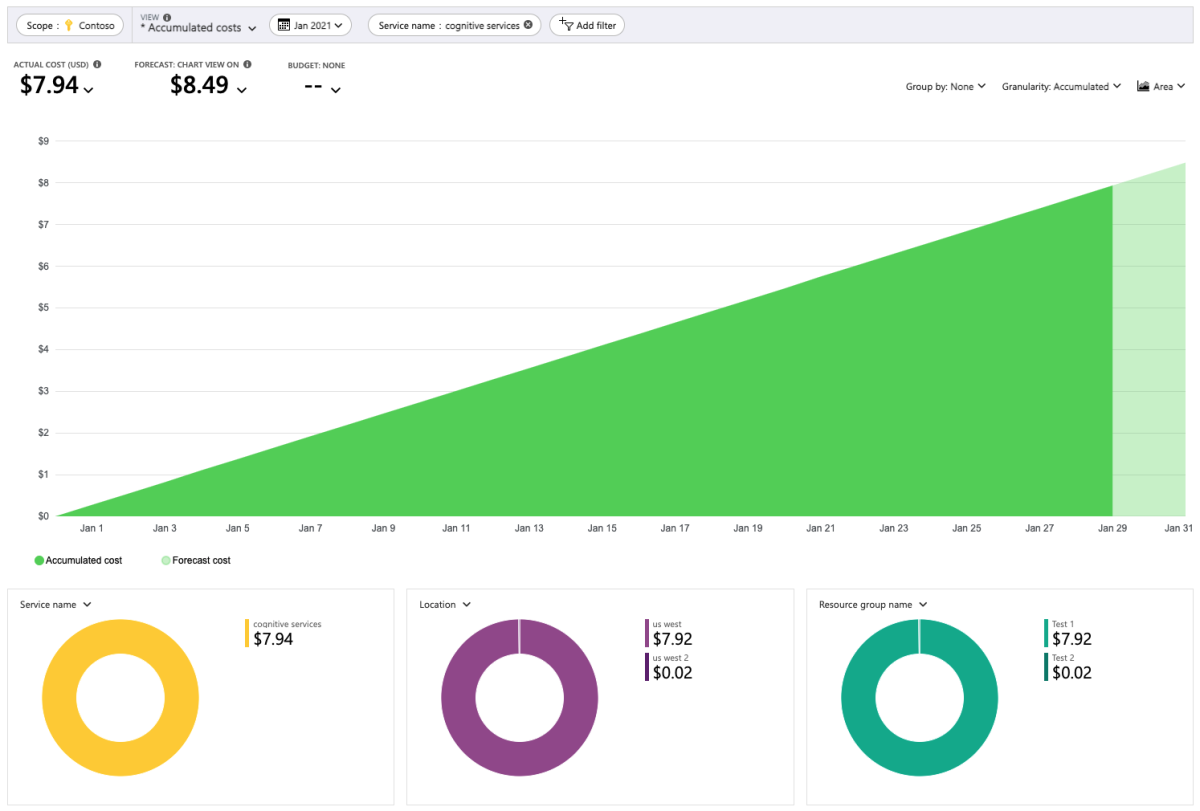 Scope : Contoso
VIEW
* Accumulated costs
Jan 2021
Service name : cognitive services
Add filter
ACTUAL COST (USD)
$7.94
FORECAST: CHART VIEW ON
$8.49
BUDGET: NONE
--
Group by: None
Granularity: Accumulated
Area
$9
$8
$7
$6
$5
$4
$3
$2
$1
$0
Jan 1 Jan 3 Jan 5 Jan 7 Jan 9 Jan 11 Jan 13 Jan 15 Jan 17 Jan 19 Jan 21 Jan 23 Jan 25 Jan 27 Jan 29 Jan 31
Accumulated cost
Forecast cost
Service name
cognitive services
$7.94
Location
us west
$7.92
us west 2
$0.02
Resource group name
Test 1
$7.92
Test 2
$0.02